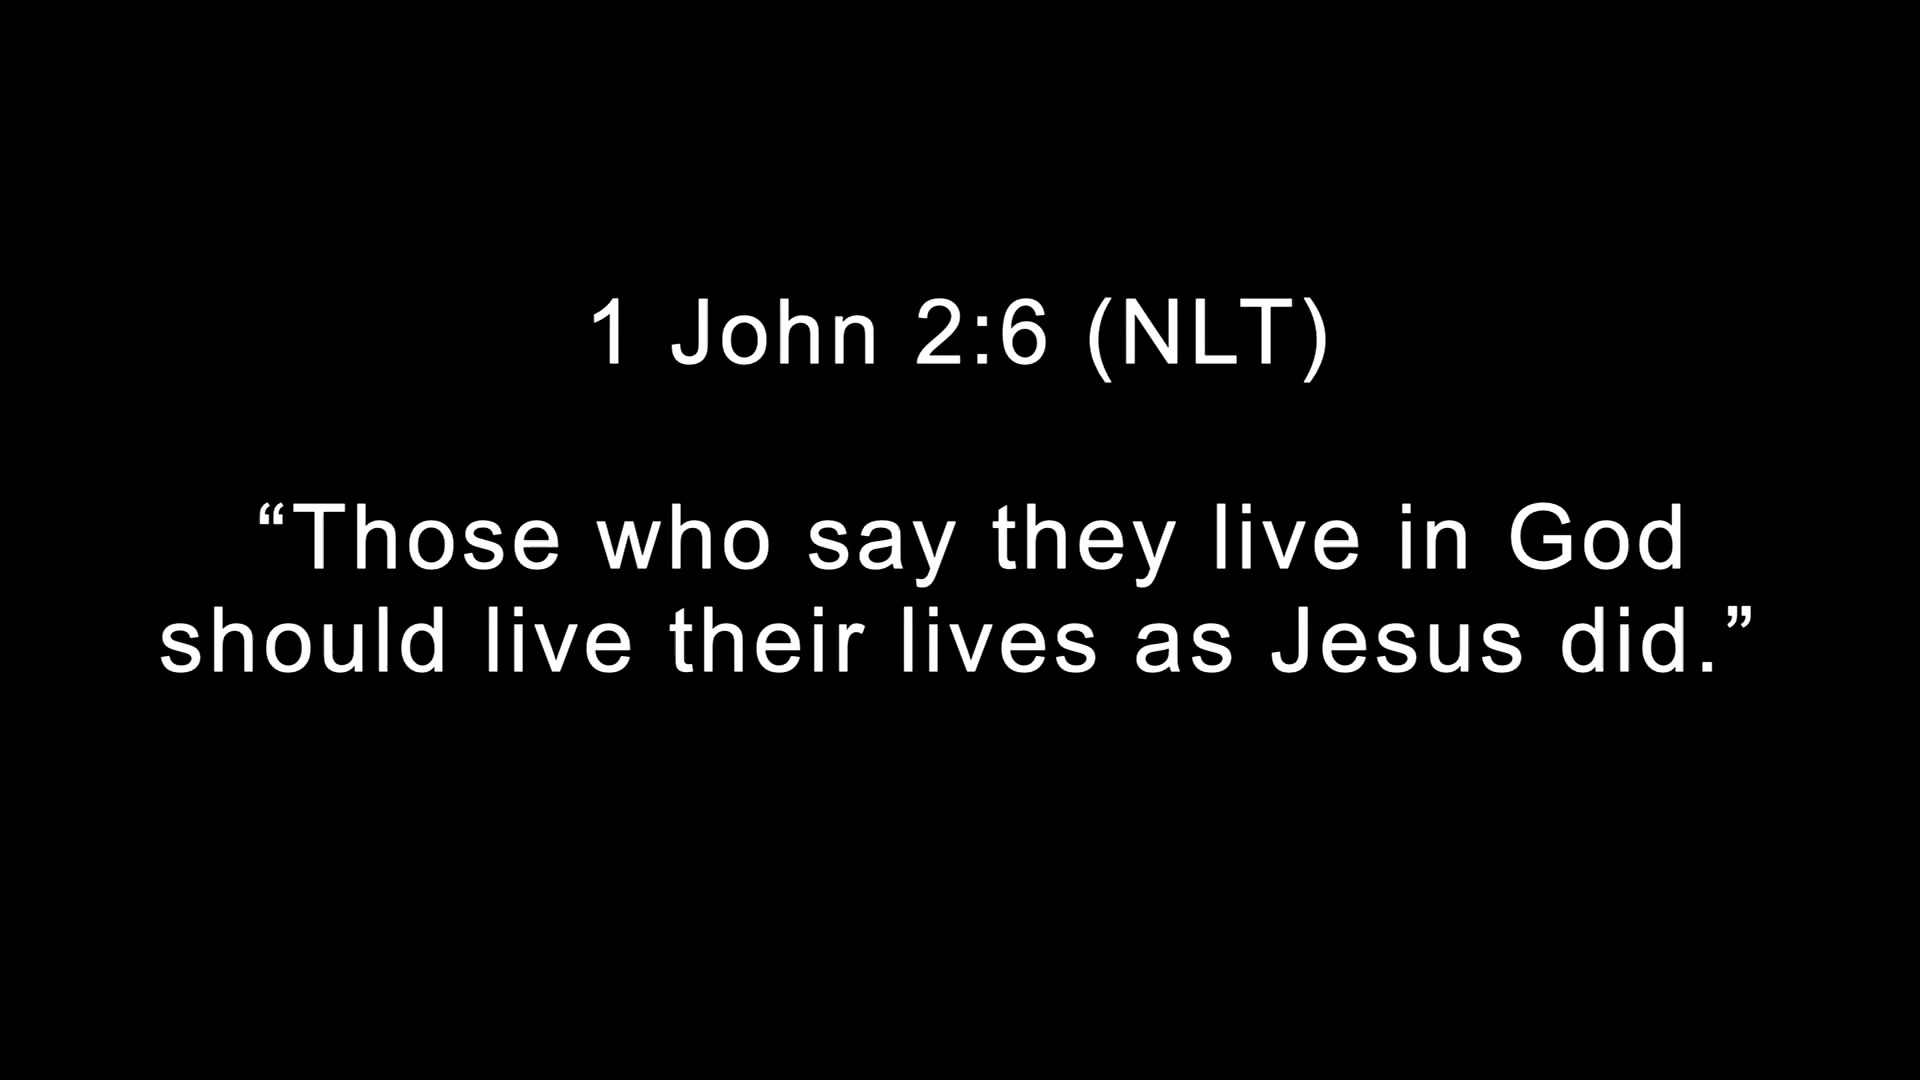 1 John 2:6 (NLT)
“Those who say they live in God
should live their lives as Jesus did.”